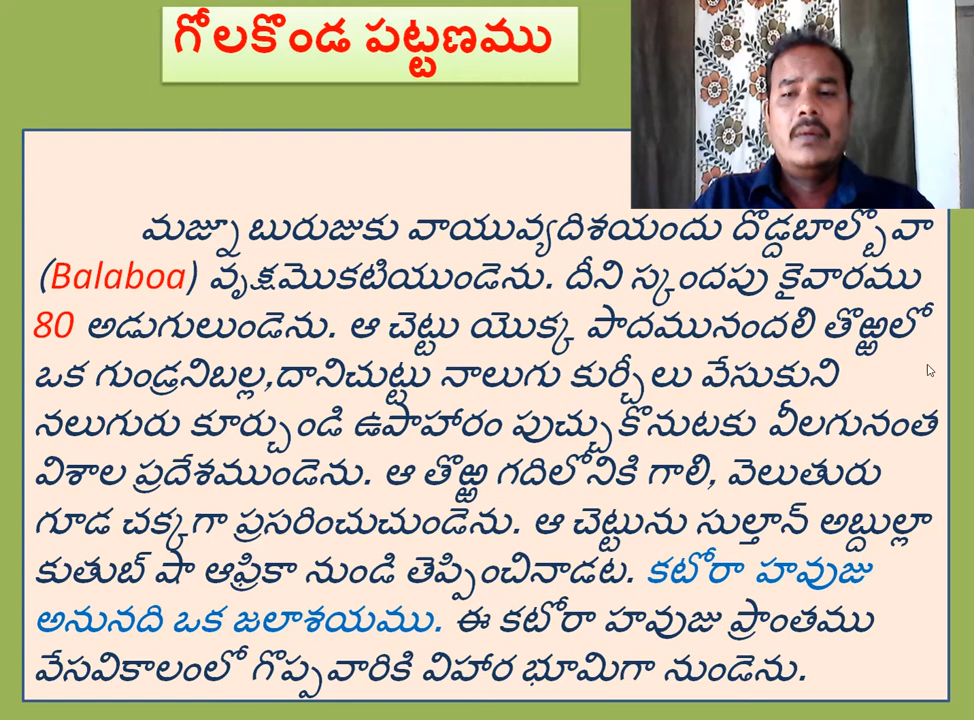 గోలకొండ పట్టణము
మజ్నూ బురుజుకు వాయువ్యదిశయందు దొడ్డబాల్బొవా
(Balaboa) వృక్షమొకటియుండెను. దీని స్కందపు కైవారము
80 అడుగులుండెను. ఆ చెట్టు యొక్క పాదమునందలి తొఱ్ఱలో
ఒక గుండ్రనిబల్ల,దానిచుట్టు నాలుగు కుర్చీలు వేసుకుని
నలుగురు కూర్చుండి ఉపాహారం పుచ్చుకొనుటకు వీలగునంత
విశాల ప్రదేశముండెను. ఆ తొఱ్ఱ గదిలోనికి గాలి, వెలుతురు
గూడ చక్కగా ప్రసరించుచుండెను. ఆ చెట్టును సుల్తాన్ అబ్దుల్లా
కుతుబ్ షా ఆఫ్రికా నుండి తెప్పించినాడట. కటోరా హవుజు
అనునది ఒక జలాశయము. ఈ కటోరా హవుజు ప్రాంతము
వేసవికాలంలో గొప్పవారికి విహార భూమిగా నుండెను.